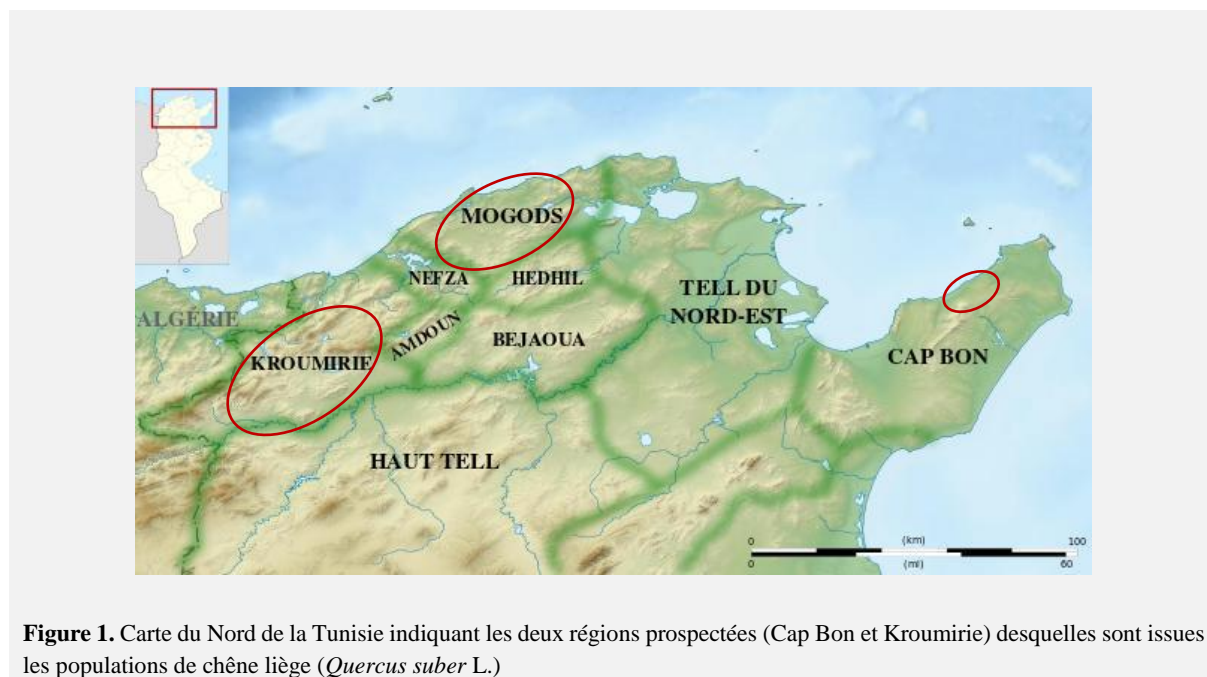 MOGODS
NEFZA
HEDHIL
TELL DU
NORD-EST
ALGÉRIE
AMDOUN
BEJAOUA
KROUMIRIE
CAP BON
HAUT TELL
(km)
0
100
0
(mi)
60
Figure 1. Carte du Nord de la Tunisie indiquant les deux régions prospectées (Cap Bon et Kroumirie) desquelles sont issues
les populations de chêne liège (Quercus suber L.)